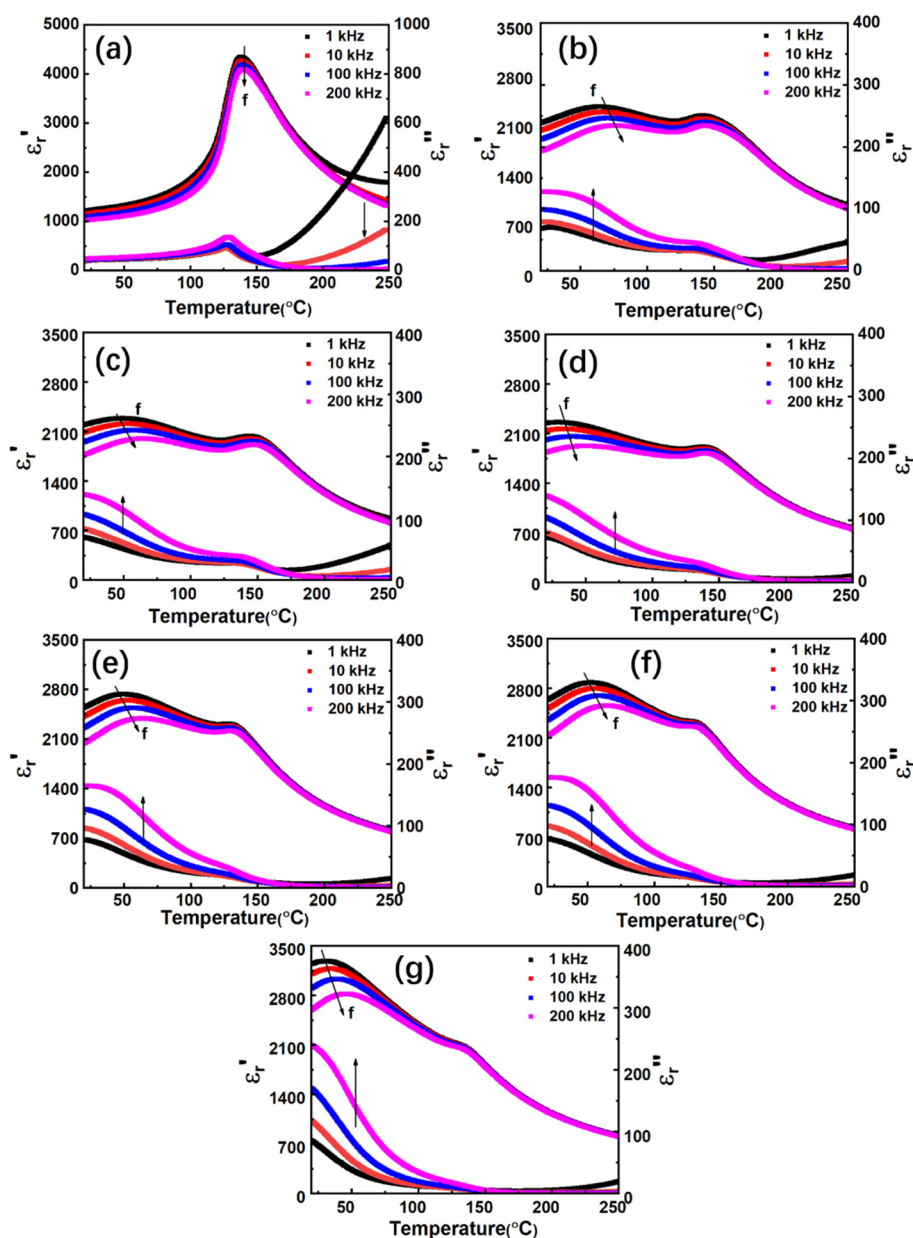 (a)
1 kHz
10 kHz
100 kHz
200 kHz
f
εr'
εr''
5000
4000
3000
2000
1000
0
1000
800
600
400
200
0
50 100 150 200 250
Temperature(°C)
(b)
1 kHz
10 kHz
100 kHz
200 kHz
f
εr'
εr''
3500
2800
2100
1400
700
0
400
300
200
100
0
50 100 150 200 250
Temperature(°C)
(c)
1 kHz
10 kHz
100 kHz
200 kHz
f
εr'
εr''
3500
2800
2100
1400
700
0
400
300
200
100
0
50 100 150 200 250
Temperature(°C)
(d)
1 kHz
10 kHz
100 kHz
200 kHz
f
εr'
εr''
3500
2800
2100
1400
700
0
400
300
200
100
0
50 100 150 200 250
Temperature(°C)
(e)
1 kHz
10 kHz
100 kHz
200 kHz
f
εr'
εr''
3500
2800
2100
1400
700
0
400
300
200
100
0
50 100 150 200 250
Temperature(°C)
(f)
1 kHz
10 kHz
100 kHz
200 kHz
f
εr'
εr''
3500
2800
2100
1400
700
0
400
300
200
100
0
50 100 150 200 250
Temperature(°C)
(g)
1 kHz
10 kHz
100 kHz
200 kHz
f
εr'
εr''
3500
2800
2100
1400
700
0
400
300
200
100
0
50 100 150 200 250
Temperature(°C)